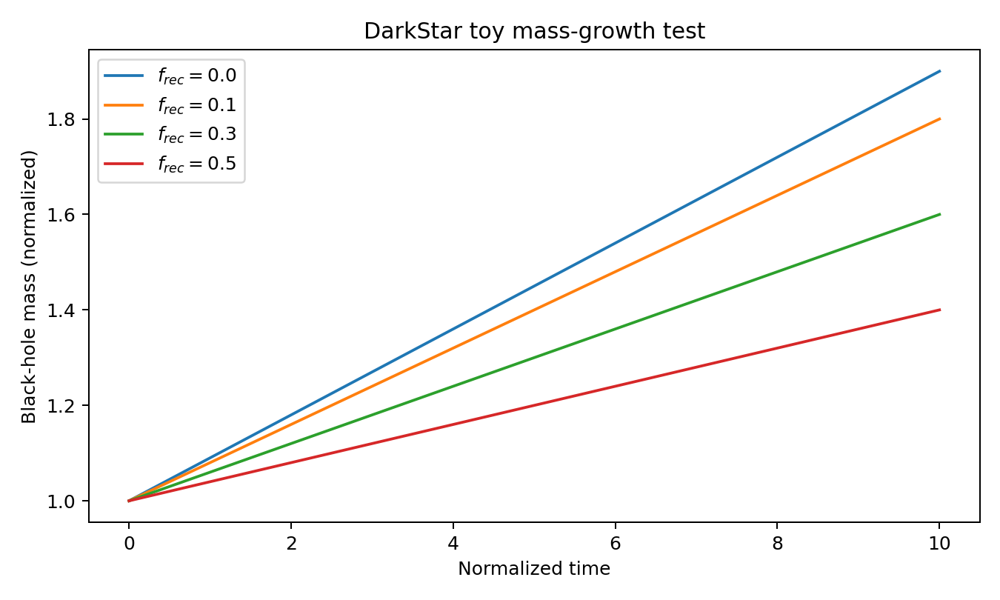 DarkStar toy mass-growth test
f_rec = 0.0
f_rec = 0.1
f_rec = 0.3
f_rec = 0.5
Black-hole mass (normalized)
1.8
1.6
1.4
1.2
1.0
0 2 4 6 8 10
Normalized time